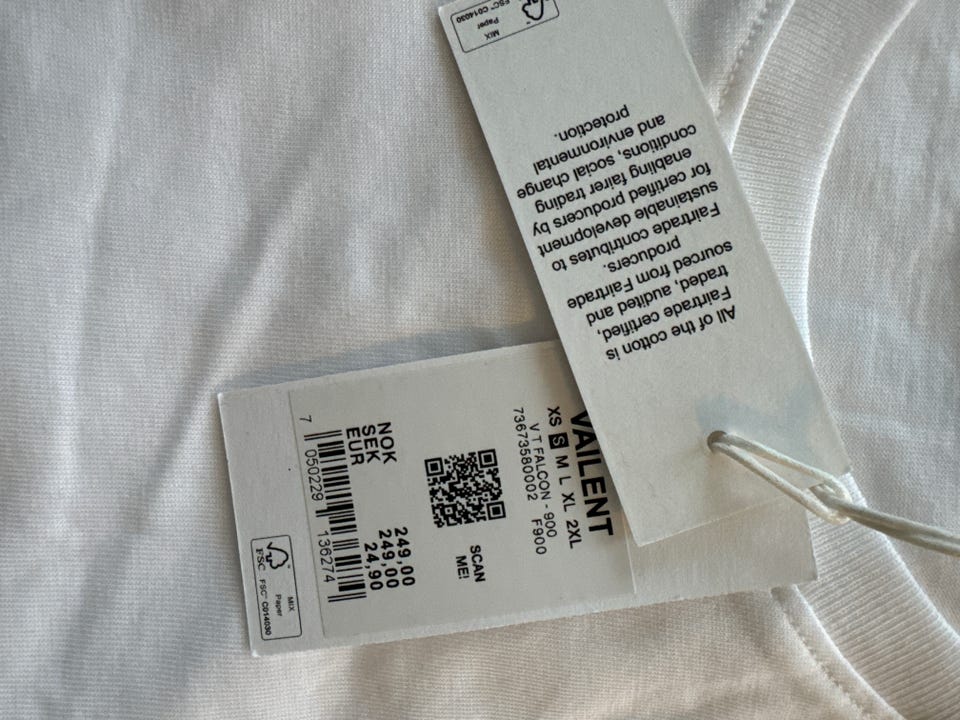 MIX
Paper
FSC™ C014030
All of the cotton is
Fairtrade certified,
traded, audited and
sourced from Fairtrade
producers.
Fairtrade contributes to
sustainable development
for certified producers by
enabling fairer trading
conditions, social change
and environmental
protection.
VAILENT
XS S M L XL 2XL
V T FALCON - 900
73673580002 F900
SCAN
ME!
NOK 249,00
SEK 249,00
EUR 24,90
7 050229 136274
MIX
Paper
FSC FSC™ C014030